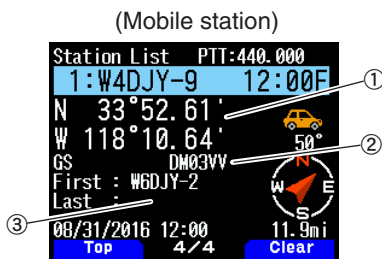 (Mobile station)
Station List PTT:440.000
1:W4DJY-9 12:00F
N 33°52.61' ①
W 118°10.64' 50°
GS DM03VV ②
First : W6DJY-2
Last :
③
N
W E
S
08/31/2016 12:00 11.9mi
Top 4/4 Clear